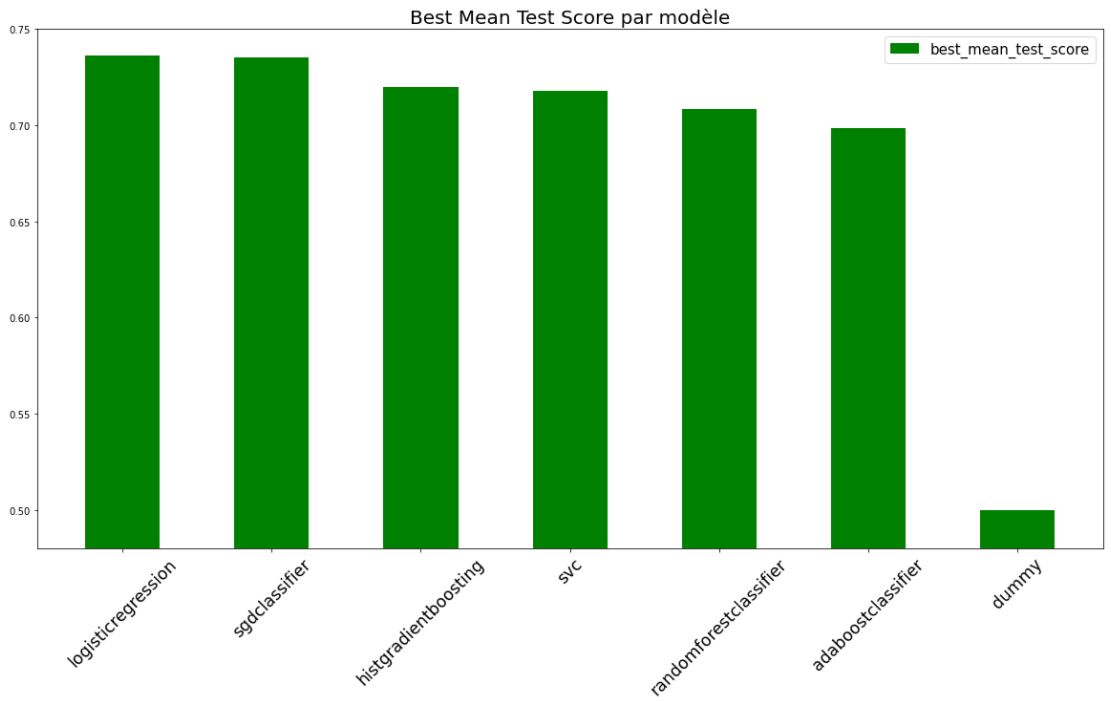 Best Mean Test Score par modèle
best_mean_test_score
0.75
0.70
0.65
0.60
0.55
0.50
logisticregression
sgdclassifier
histgradientboosting
svc
randomforestclassifier
adaboostclassifier
dummy